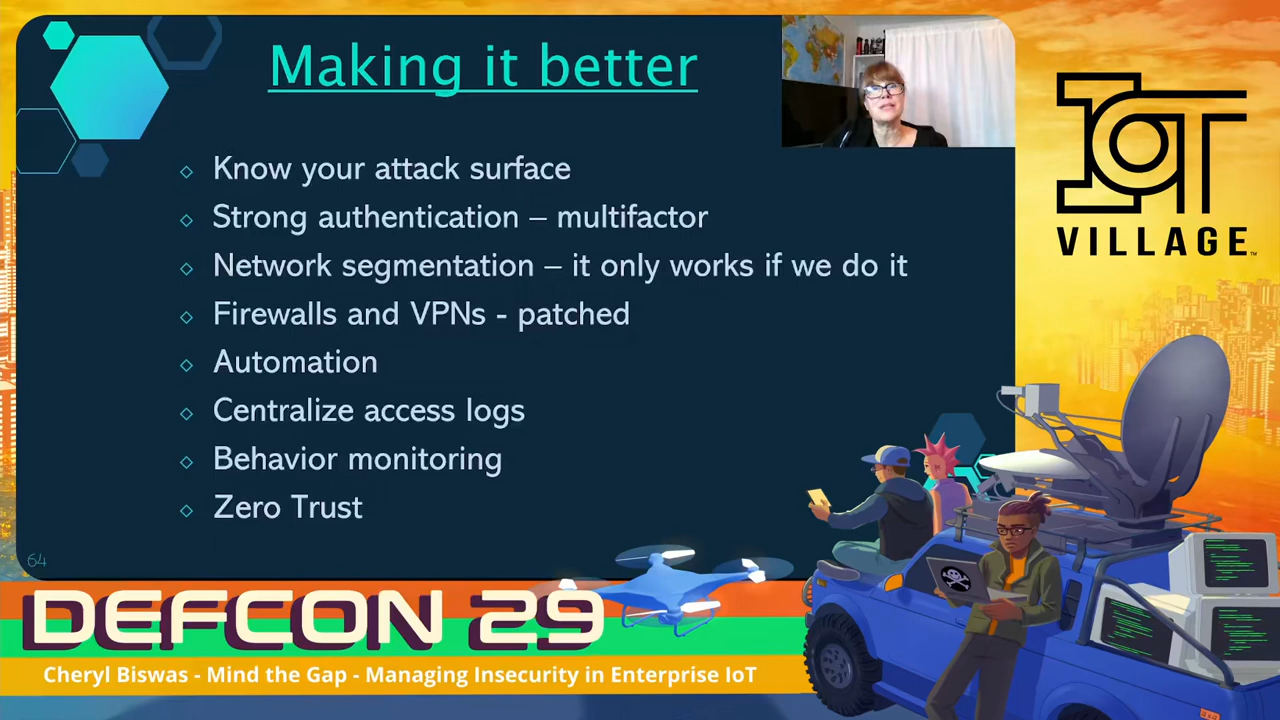 Making it better
Know your attack surface
Strong authentication – multifactor
Network segmentation – it only works if we do it
Firewalls and VPNs - patched
Automation
Centralize access logs
Behavior monitoring
Zero Trust
64
IOT
VILLAGE™
DEFCON 29
Cheryl Biswas - Mind the Gap - Managing Insecurity in Enterprise IoT